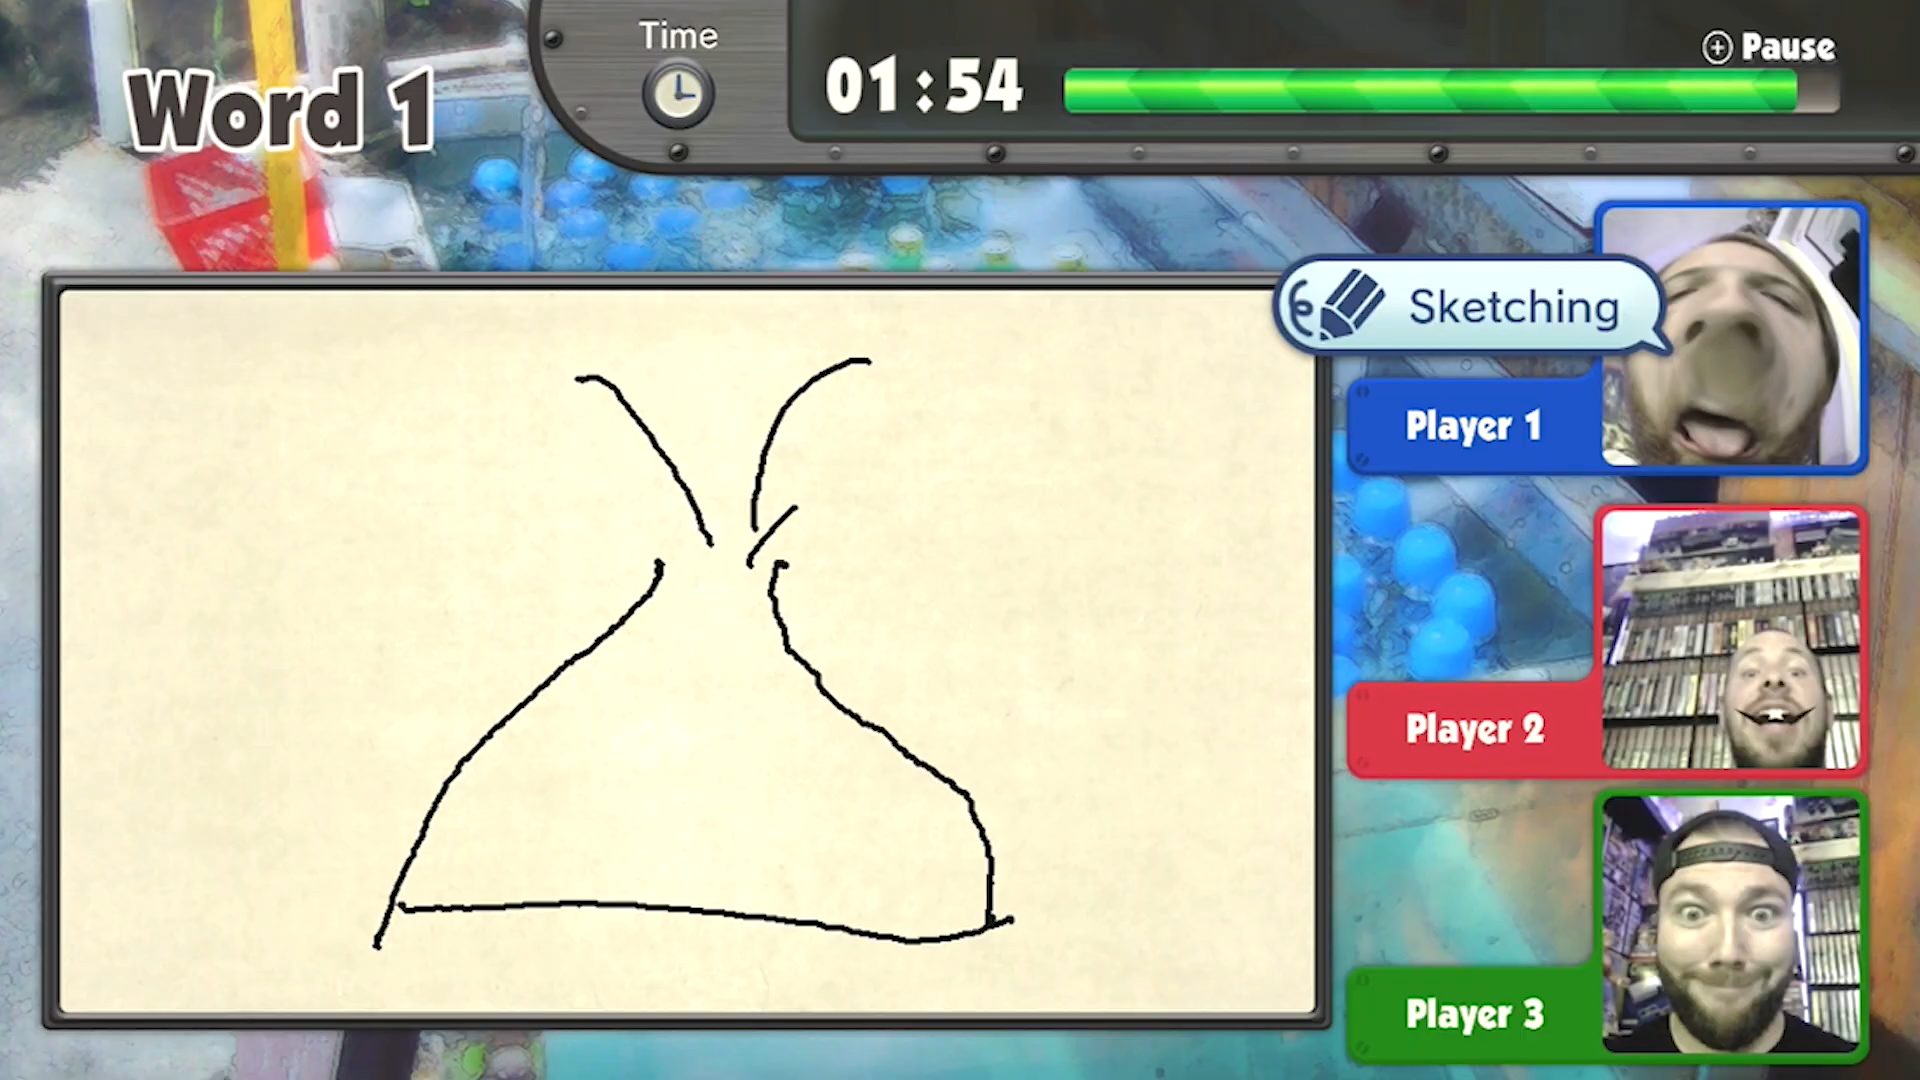 Word 1
Time
01:54
Pause
Sketching
Player 1
Player 2
Player 3